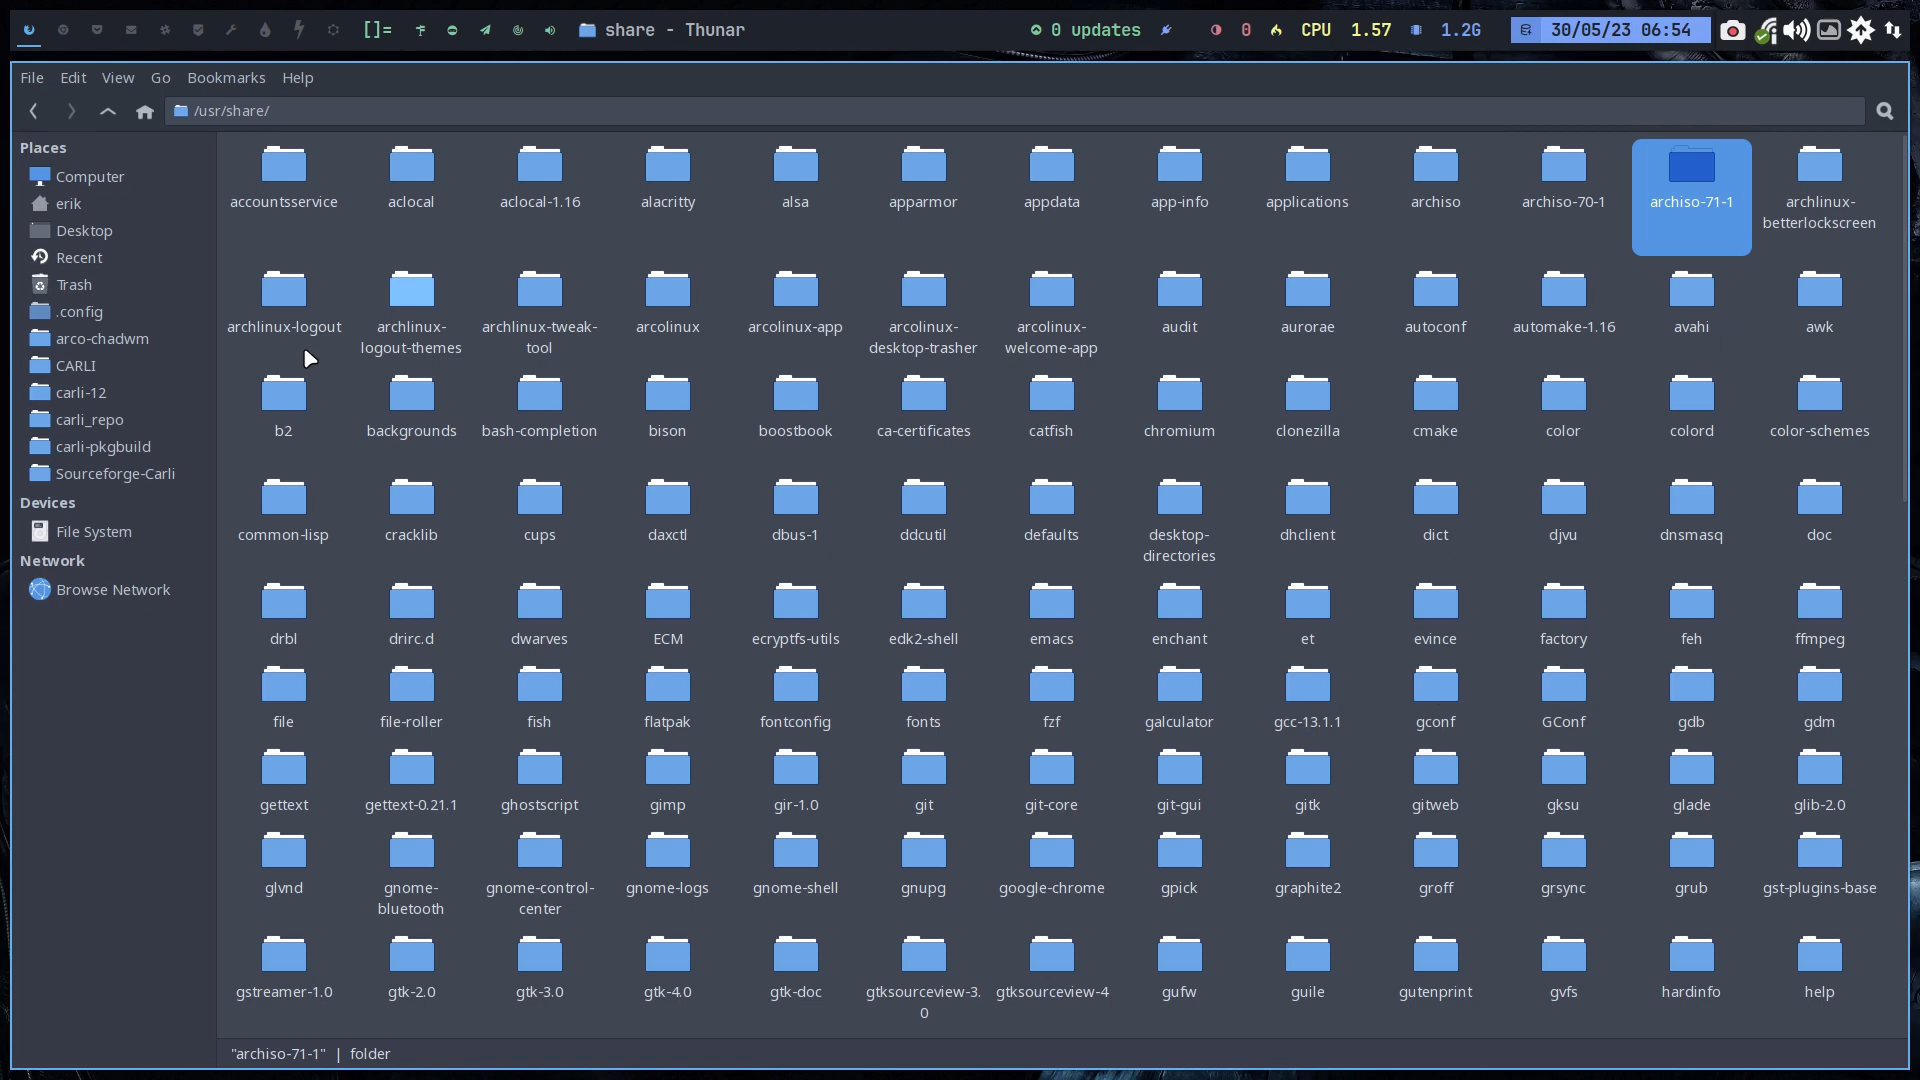 []= share - Thunar 0 updates 0 CPU 1.57 1.2G 30/05/23 06:54
File Edit View Go Bookmarks Help
/usr/share/
Places
Computer
erik
Desktop
Recent
Trash
.config
arco-chadwm
CARLI
carli-12
carli_repo
carli-pkgbuild
Sourceforge-Carli
Devices
File System
Network
Browse Network
accountsservice aclocal aclocal-1.16 alacritty alsa apparmor appdata app-info applications archiso archiso-70-1 archiso-71-1 archlinux-
betterlockscreen
archlinux-logout archlinux- archlinux-tweak- arcolinux arcolinux-app arcolinux- arcolinux- audit aurorae autoconf automake-1.16 avahi awk
logout-themes tool desktop-trasher welcome-app
b2 backgrounds bash-completion bison boostbook ca-certificates catfish chromium clonezilla cmake color colord color-schemes
common-lisp cracklib cups daxctl dbus-1 ddcutil defaults desktop- dhclient dict djvu dnsmasq doc
directories
drbl drirc.d dwarves ECM ecryptfs-utils edk2-shell emacs enchant et evince factory feh ffmpeg
file file-roller fish flatpak fontconfig fonts fzf galculator gcc-13.1.1 gconf GConf gdb gdm
gettext gettext-0.21.1 ghostscript gimp gir-1.0 git git-core git-gui gitk gitweb gksu glade glib-2.0
glvnd gnome- gnome-control- gnome-logs gnome-shell gnupg google-chrome gpick graphite2 groff grsync grub gst-plugins-base
bluetooth center
gstreamer-1.0 gtk-2.0 gtk-3.0 gtk-4.0 gtk-doc gtksourceview-3. gtksourceview-4 gufw guile gutenprint gvfs hardinfo help
0
"archiso-71-1" | folder